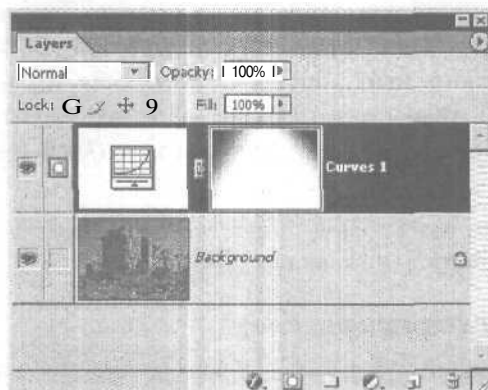 Layers
Normal Opacity: 100%
Lock: G 9 Fill: 100%
Curves 1
Background